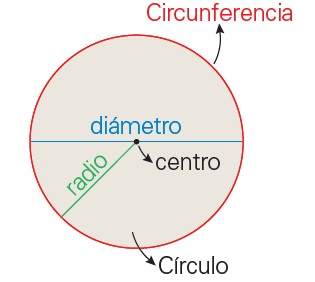 Circunferencia
diámetro
radio
centro
Círculo